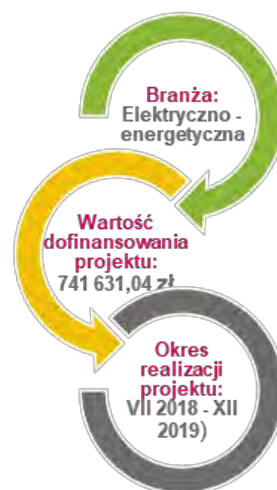 Branża:
Elektryczno -
energetyczna
Wartość
dofinansowania
projektu:
741 631,04 zł
Okres
realizacji
projektu:
VII 2018 - XII
2019)